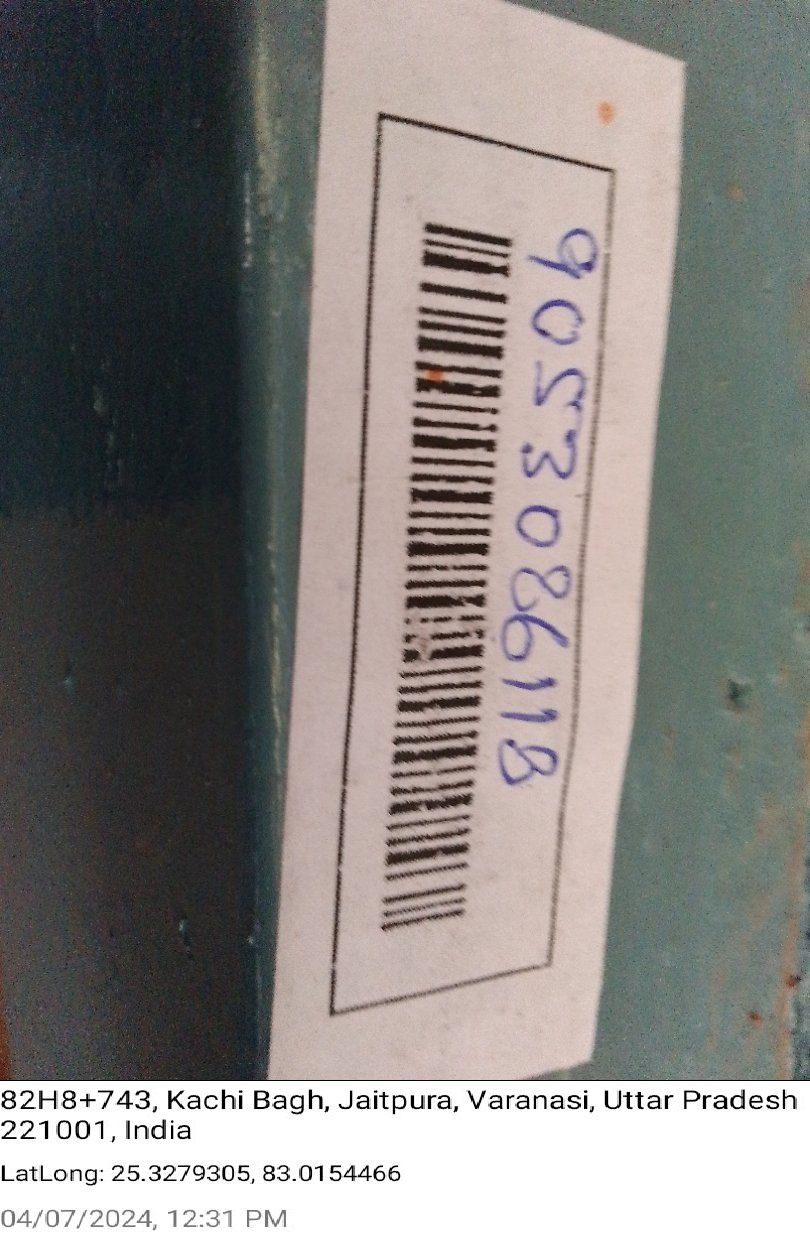 9053086118
82H8+743, Kachi Bagh, Jaitpura, Varanasi, Uttar Pradesh
221001, India
LatLong: 25.3279305, 83.0154466
04/07/2024, 12:31 PM